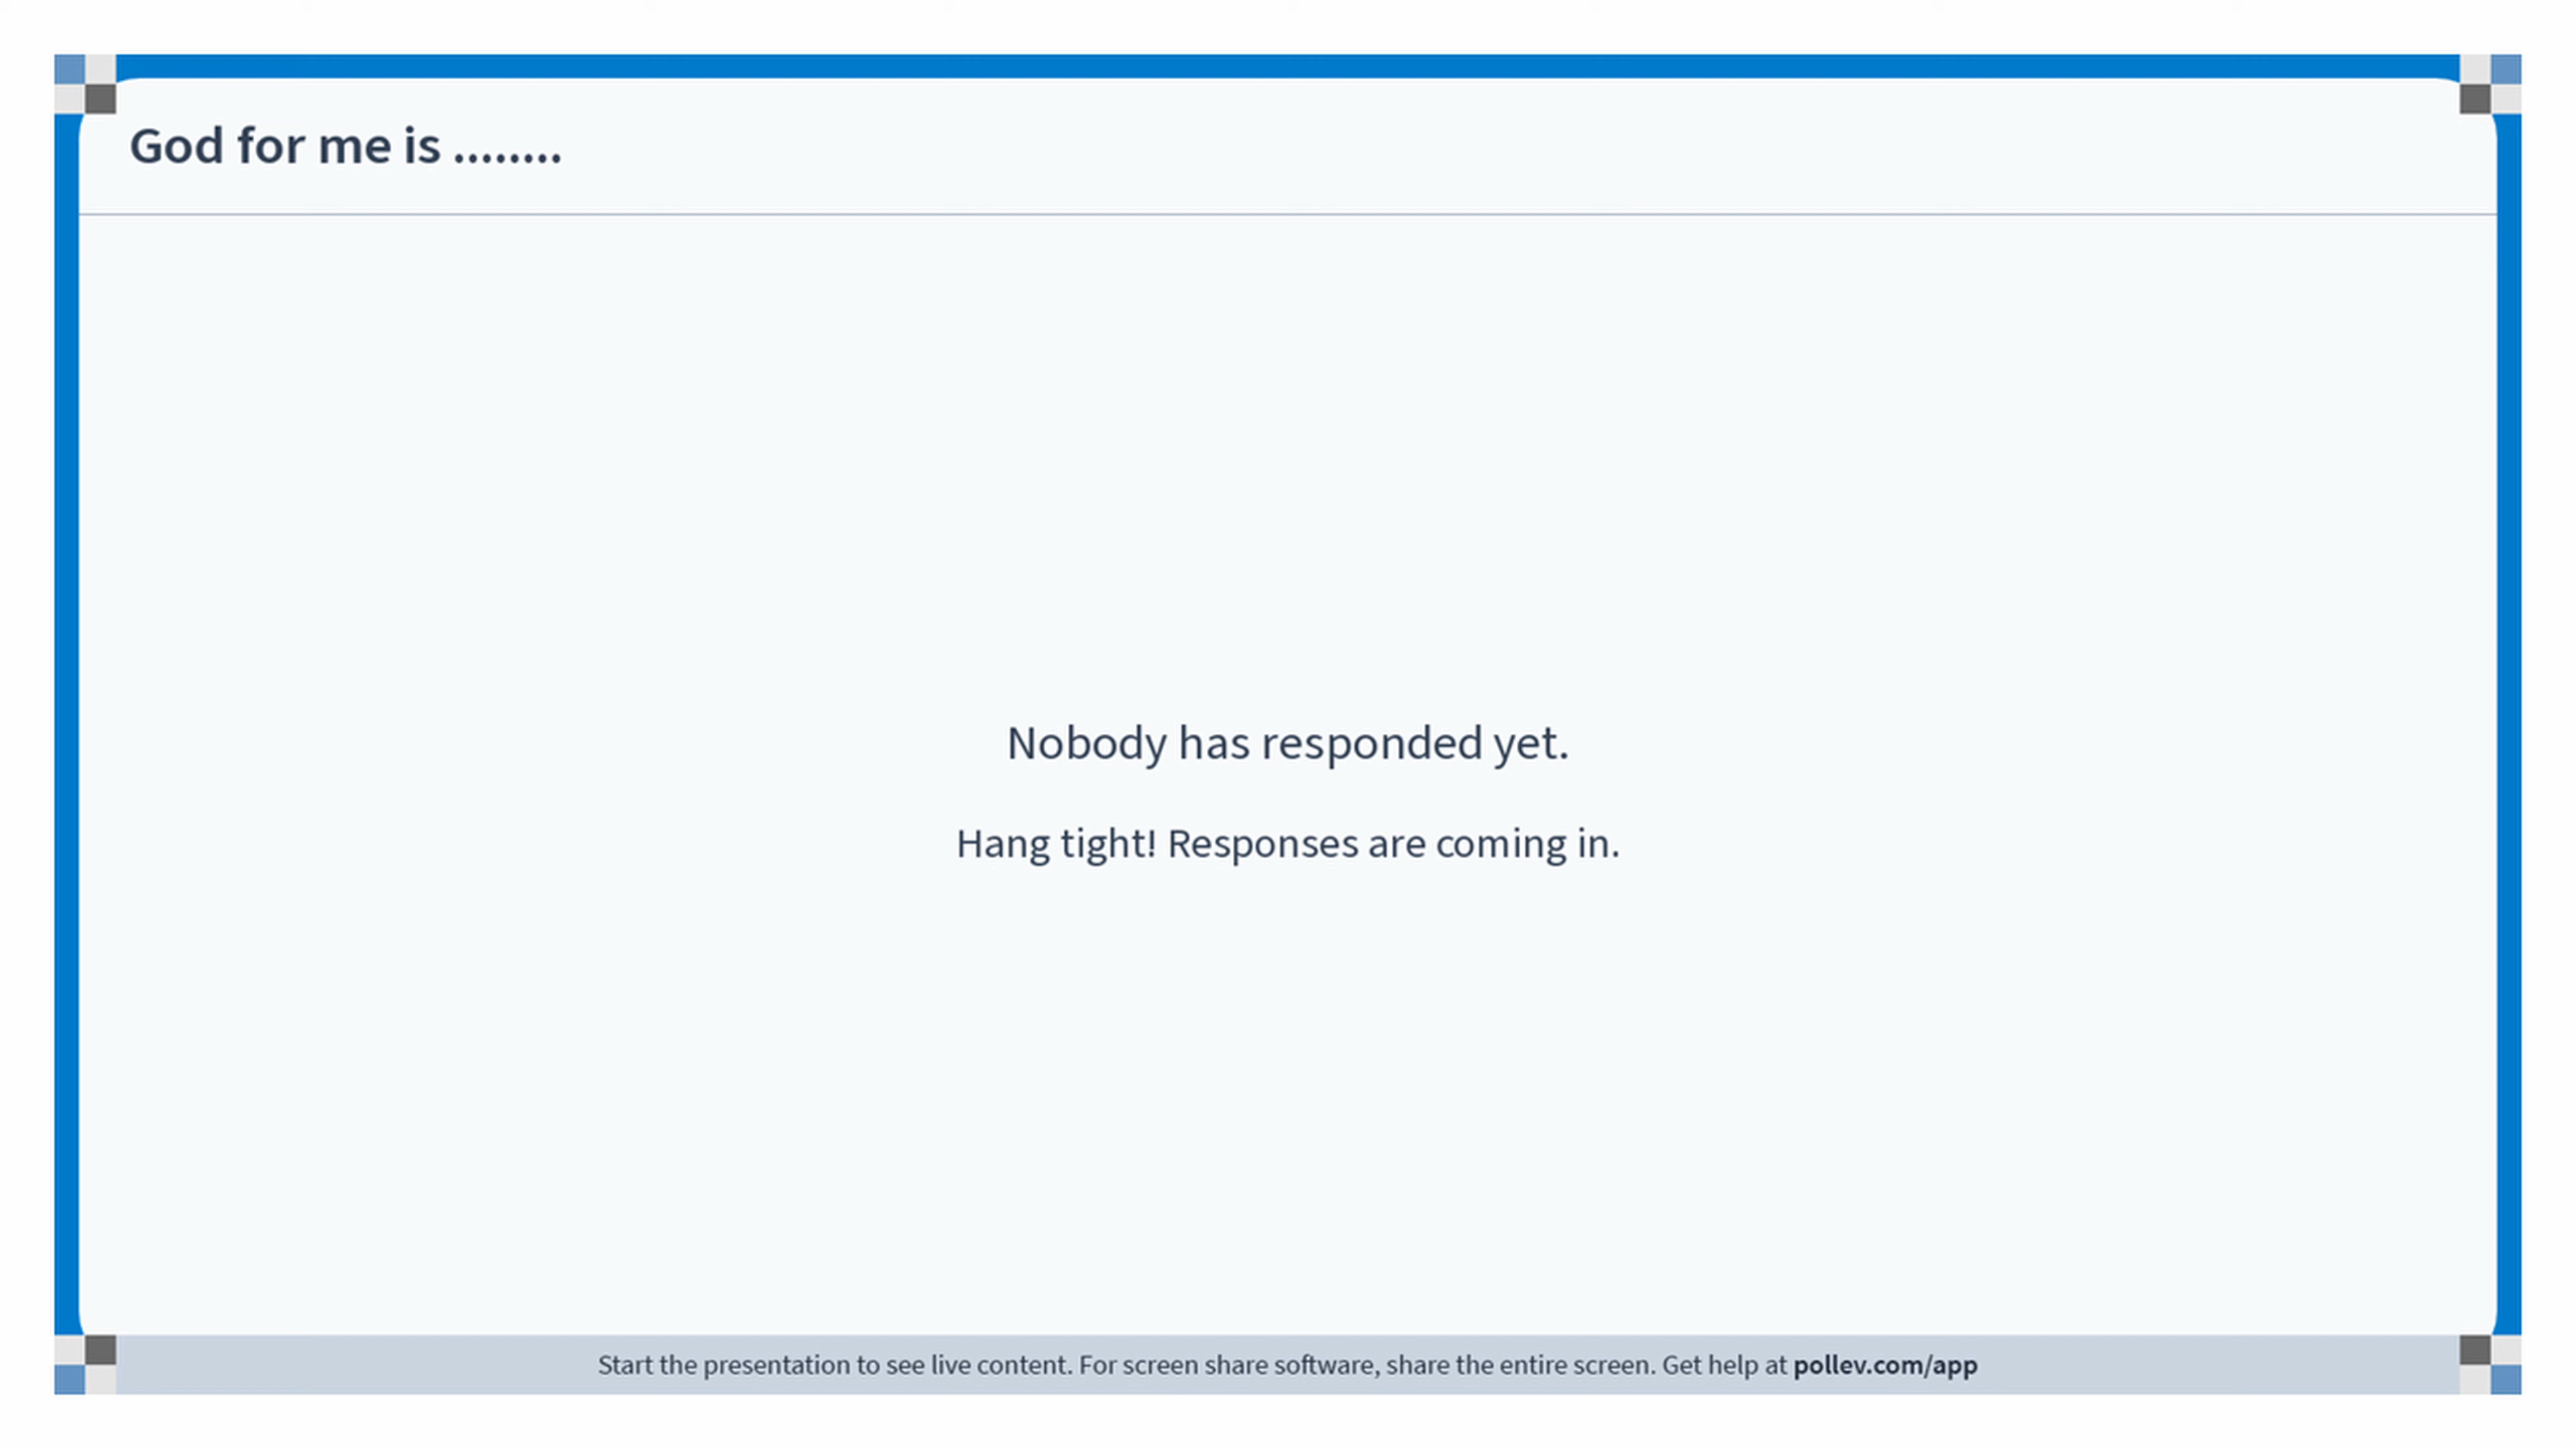 God for me is ........
Nobody has responded yet.
Hang tight! Responses are coming in.
Start the presentation to see live content. For screen share software, share the entire screen. Get help at pollev.com/app